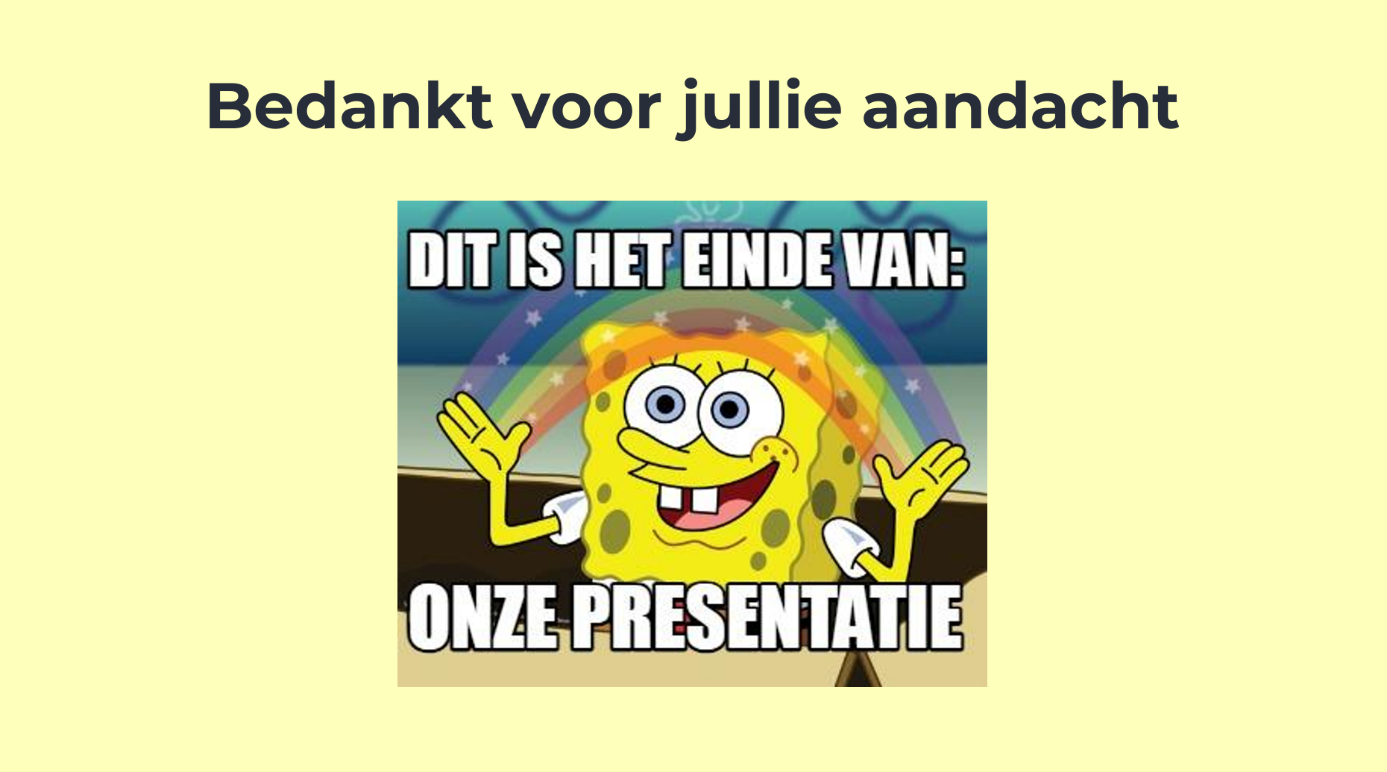 Bedankt voor jullie aandacht
DIT IS HET EINDE VAN:
ONZE PRESENTATIE